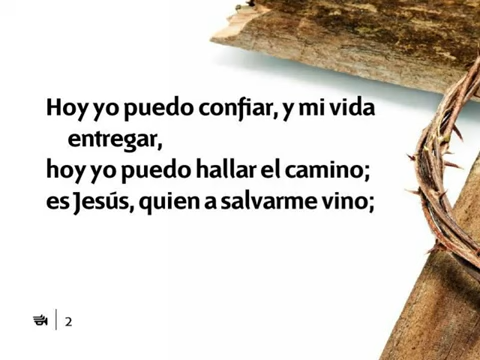 Hoy yo puedo confiar, y mi vida
entregar,
hoy yo puedo hallar el camino;
es Jesús, quien a salvarme vino;
2